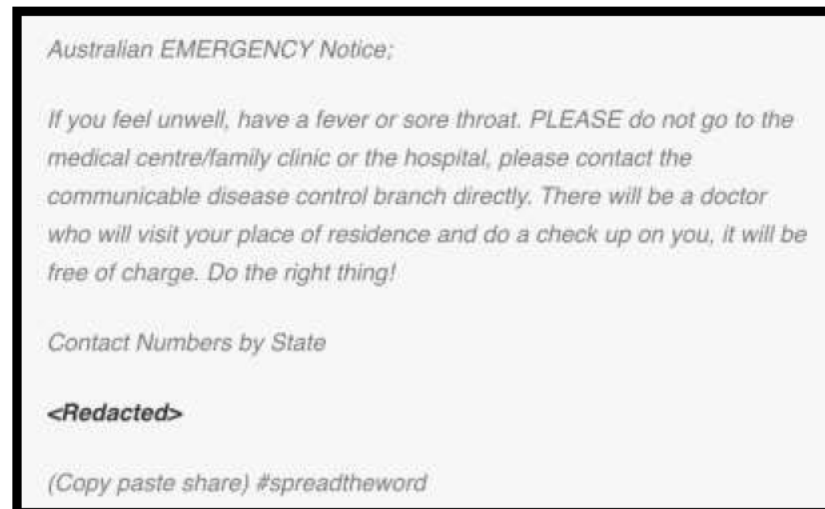 Australian EMERGENCY Notice;
If you feel unwell, have a fever or sore throat. PLEASE do not go to the
medical centre/family clinic or the hospital, please contact the
communicable disease control branch directly. There will be a doctor
who will visit your place of residence and do a check up on you, it will be
free of charge. Do the right thing!
Contact Numbers by State
<Redacted>
(Copy paste share) #spreadtheword